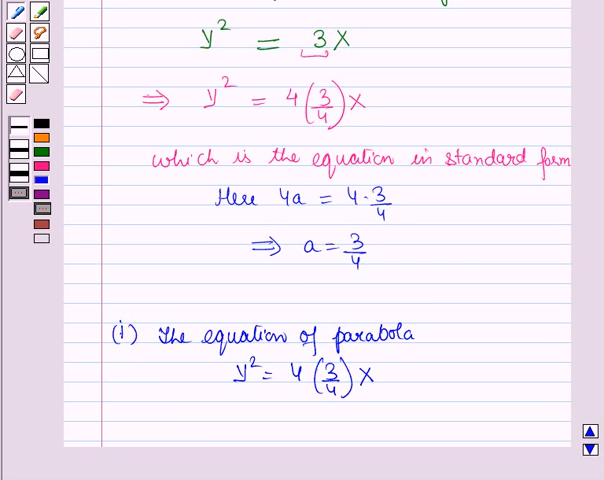 y² = 3x
⇒ y² = 4(3/4)x
which is the equation in standard form
Here 4a = 4·3/4
⇒ a = 3/4
(i) The equation of parabola
y² = 4(3/4)x